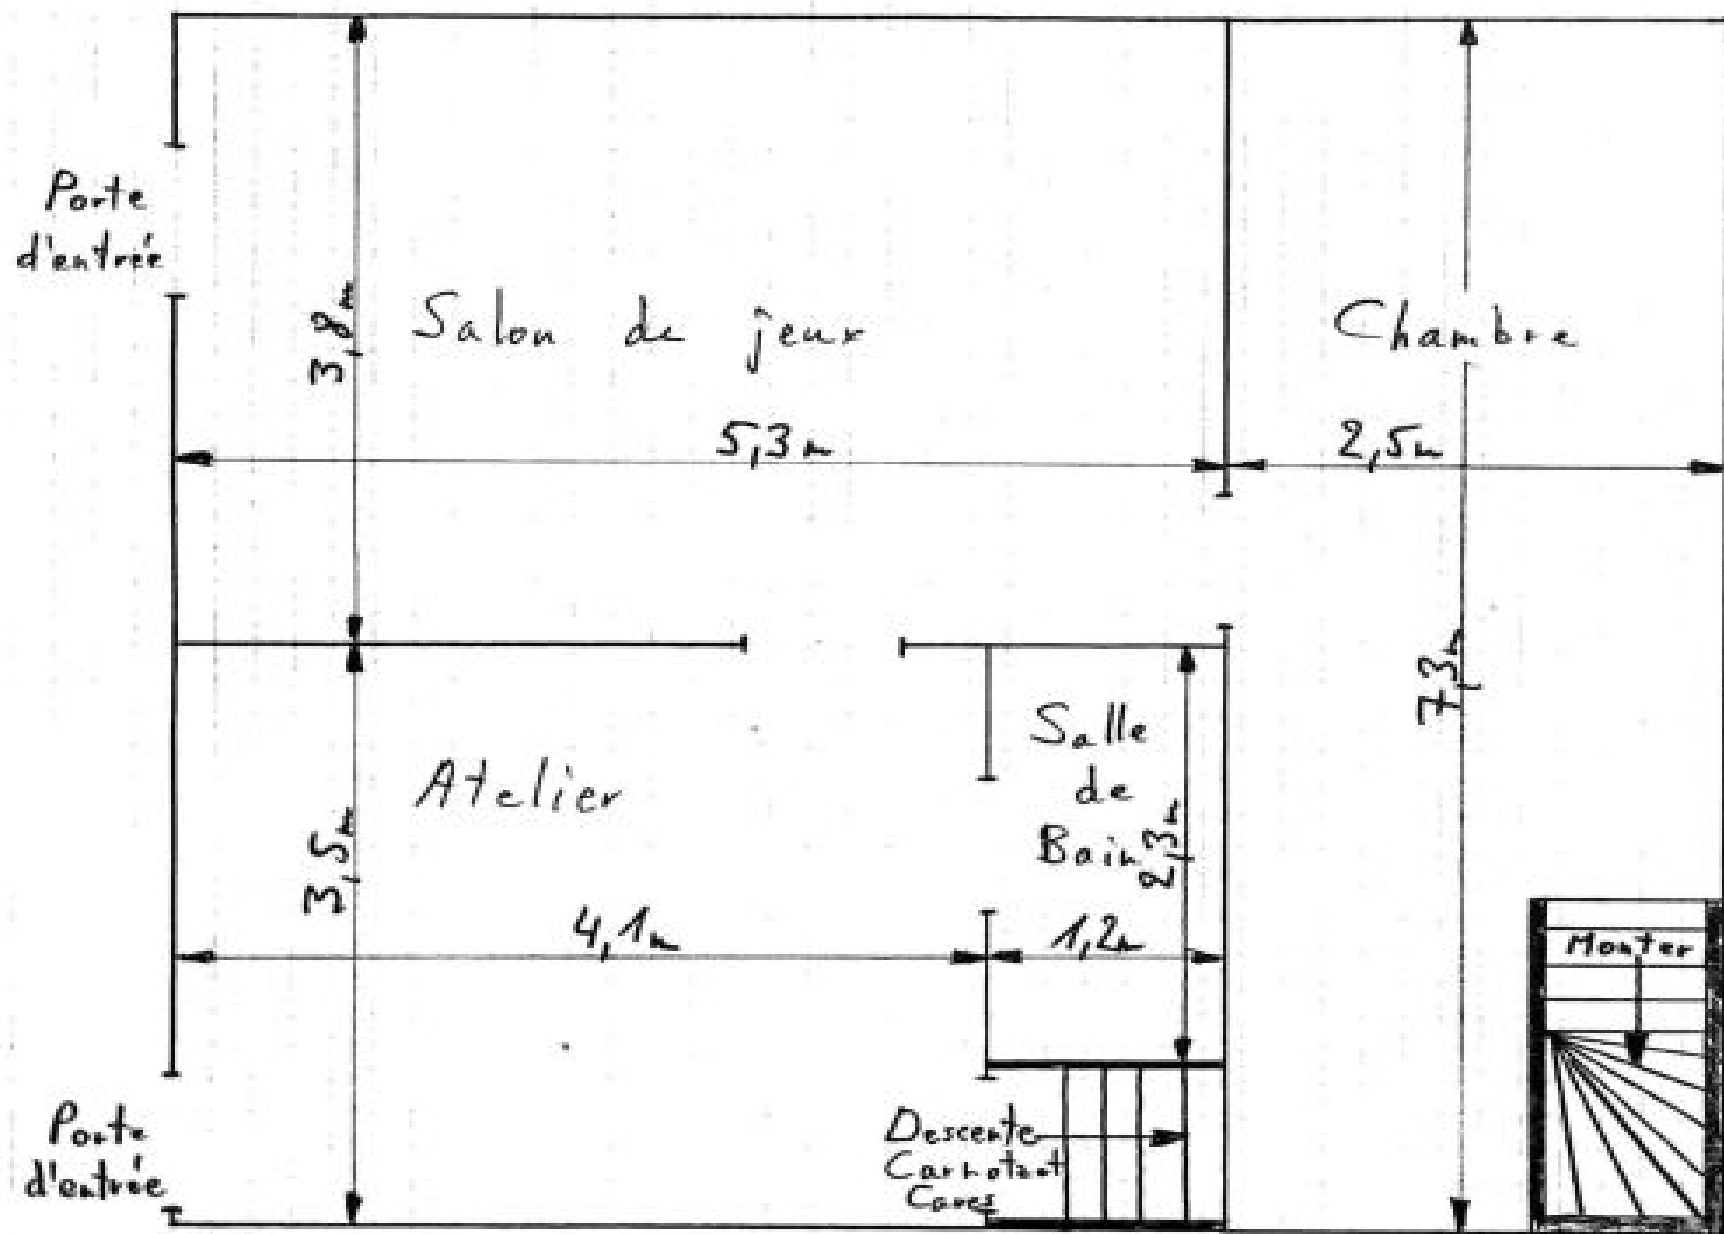 Porte
d'entrée
3,8m
Salon de jeux
Chambre
5,3m
2,5m
7,3m
Salle
de
Bain
2,3m
Atelier
3,5m
4,1m
1,2m
Monter
Porte
d'entrée
Descente
Carnotzet
Caves